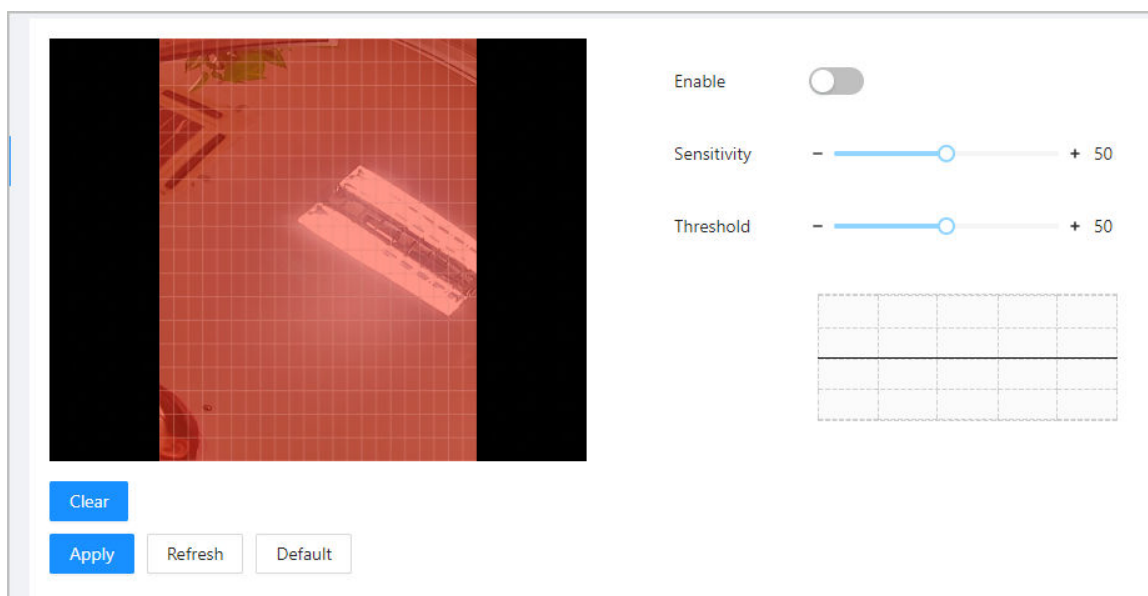 Enable
Sensitivity - + 50
Threshold - + 50
Clear
Apply Refresh Default